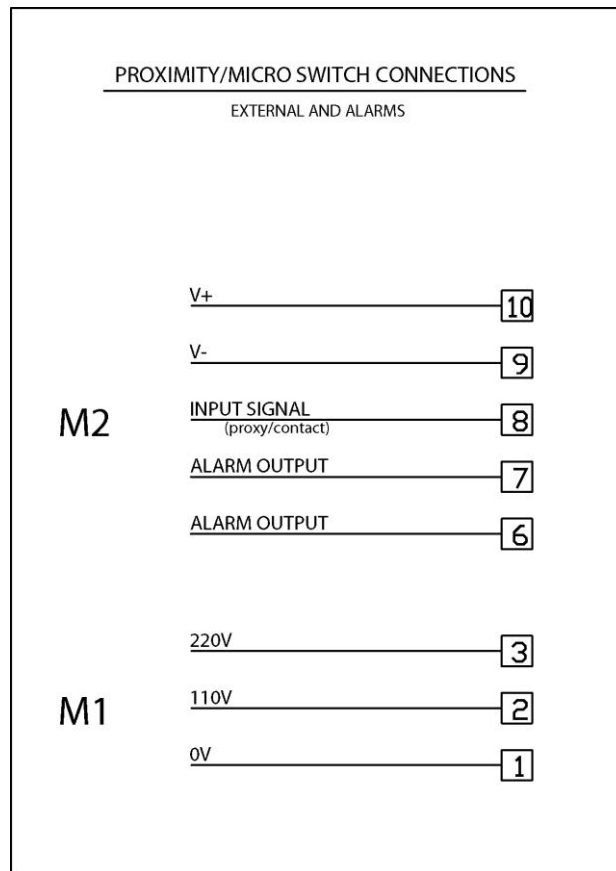 PROXIMITY/MICRO SWITCH CONNECTIONS
EXTERNAL AND ALARMS
V+ 10
V- 9
M2
INPUT SIGNAL 8
(proxy/contact)
ALARM OUTPUT 7
ALARM OUTPUT 6
220V 3
M1
110V 2
0V 1